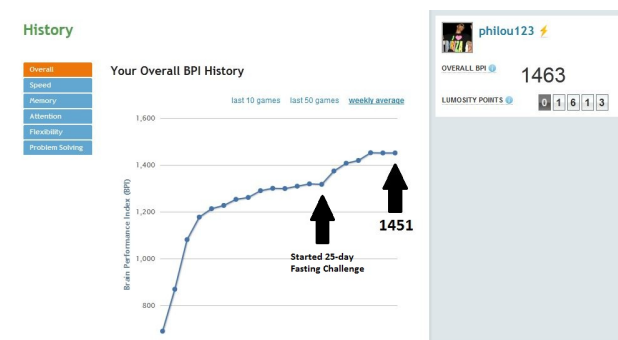 History
Overall
Speed
Memory
Attention
Flexibility
Problem Solving
Your Overall BPI History
last 10 games last 50 games weekly average
Brain Performance Index (BPI)
1,600
1,400
1,200
1,000
800
1451
Started 25-day
Fasting Challenge
philou123
OVERALL BPI
1463
LUMOSITY POINTS
0 1 6 1 3